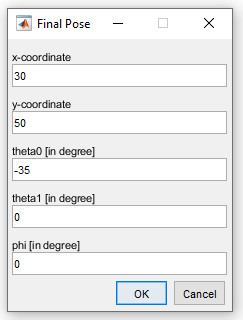 Final Pose
x-coordinate
30
y-coordinate
50
theta0 [in degree]
-35
theta1 [in degree]
0
phi [in degree]
0
OK Cancel